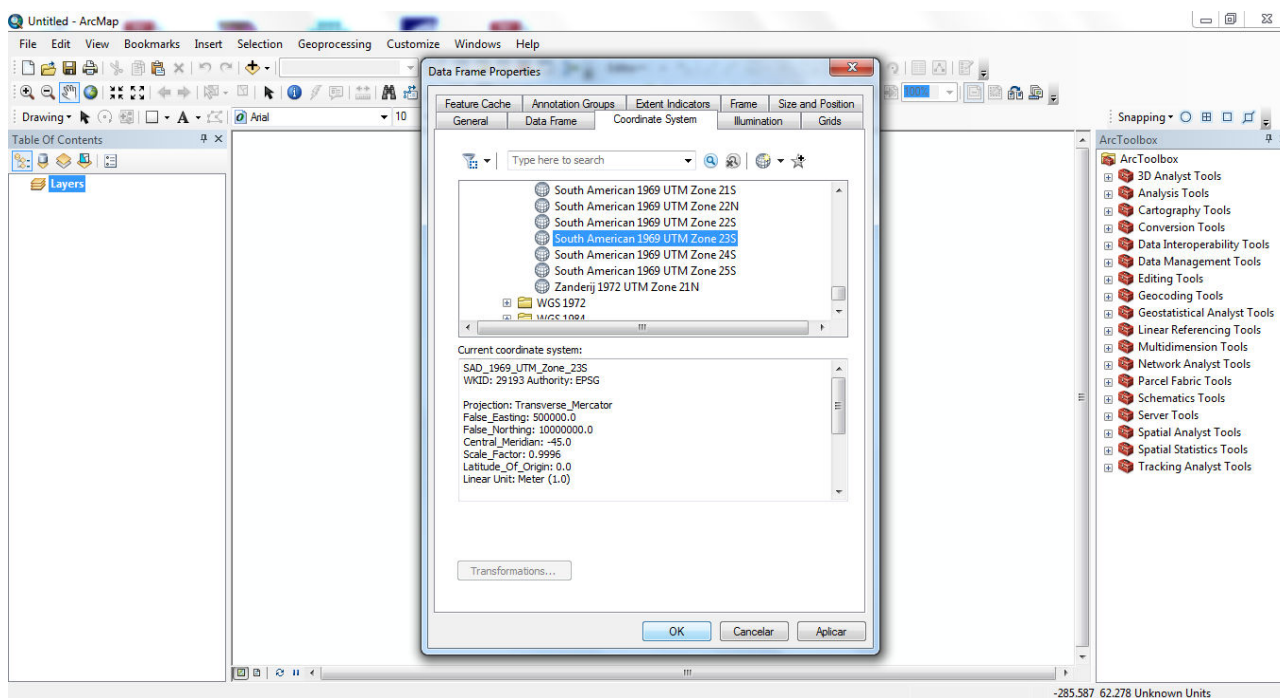 Untitled - ArcMap
File Edit View Bookmarks Insert Selection Geoprocessing Customize Windows Help
Drawing A Arial 10
Snapping
Table Of Contents
Layers
Data Frame Properties
Feature Cache Annotation Groups Extent Indicators Frame Size and Position
General Data Frame Coordinate System Illumination Grids
Type here to search
South American 1969 UTM Zone 21S
South American 1969 UTM Zone 22N
South American 1969 UTM Zone 22S
South American 1969 UTM Zone 23S
South American 1969 UTM Zone 24S
South American 1969 UTM Zone 25S
Zanderij 1972 UTM Zone 21N
WGS 1972
WGS 1984
Current coordinate system:
SAD_1969_UTM_Zone_23S
WKID: 29193 Authority: EPSG
Projection: Transverse_Mercator
False_Easting: 500000.0
False_Northing: 10000000.0
Central_Meridian: -45.0
Scale_Factor: 0.9996
Latitude_Of_Origin: 0.0
Linear Unit: Meter (1.0)
Transformations...
OK Cancelar Aplicar
100%
ArcToolbox
ArcToolbox
3D Analyst Tools
Analysis Tools
Cartography Tools
Conversion Tools
Data Interoperability Tools
Data Management Tools
Editing Tools
Geocoding Tools
Geostatistical Analyst Tools
Linear Referencing Tools
Multidimension Tools
Network Analyst Tools
Parcel Fabric Tools
Schematics Tools
Server Tools
Spatial Analyst Tools
Spatial Statistics Tools
Tracking Analyst Tools
-285.587 62.278 Unknown Units